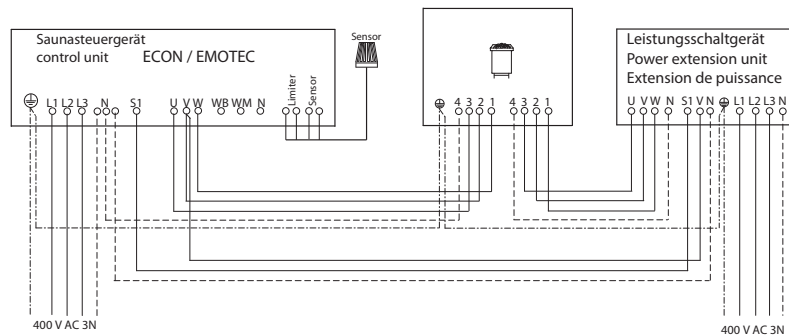 Saunasteuergerät
control unit ECON / EMOTEC
L1 L2 L3 N S1 U V W WB WM N Limiter Sensor
Sensor
4 3 2 1 4 3 2 1
Leistungsschaltgerät
Power extension unit
Extension de puissance
U V W N S1 V N L1 L2 L3 N
400 V AC 3N
400 V AC 3N